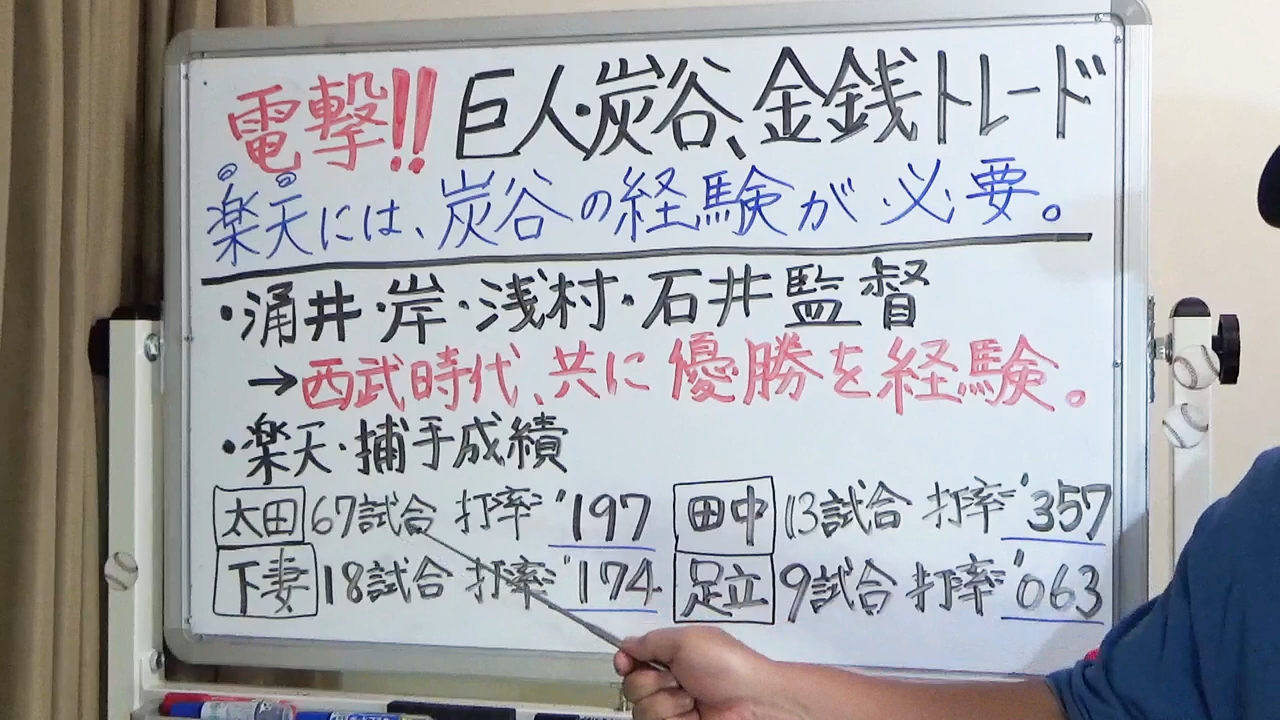 電撃!! 巨人・炭谷、金銭トレード
楽天には、炭谷の経験が必要。
・涌井・岸・浅村・石井監督
→西武時代、共に優勝を経験。
・楽天・捕手成績
太田 67試合 打率 .197 田中 13試合 打率 .357
下妻 18試合 打率 .174 足立 9試合 打率 .063